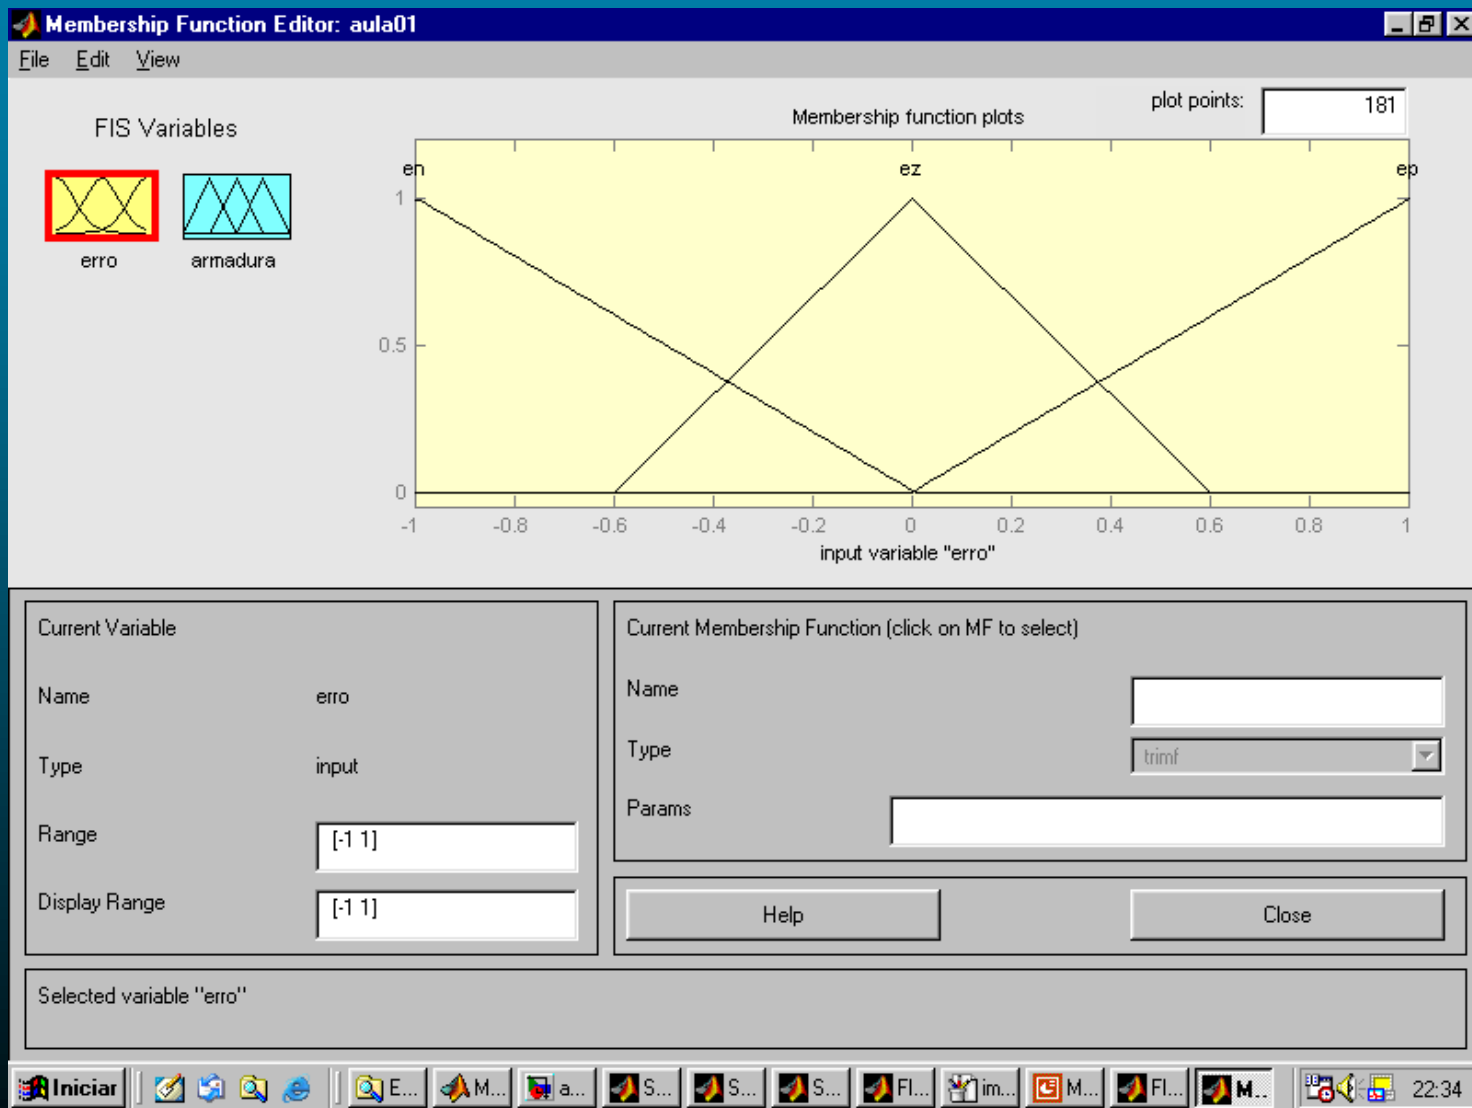 Membership Function Editor: aula01
File Edit View
FIS Variables
Membership function plots
plot points:
181
erro
armadura
en
ez
ep
1
0.5
0
-1 -0.8 -0.6 -0.4 -0.2 0 0.2 0.4 0.6 0.8 1
input variable "erro"
Current Variable
Name erro
Type input
Range [-1 1]
Display Range [-1 1]
Current Membership Function (click on MF to select)
Name
Type trimf
Params
Help
Close
Selected variable "erro"
Iniciar E... M... a... S... S... S... FI... im... M... FI... M.. 22:34